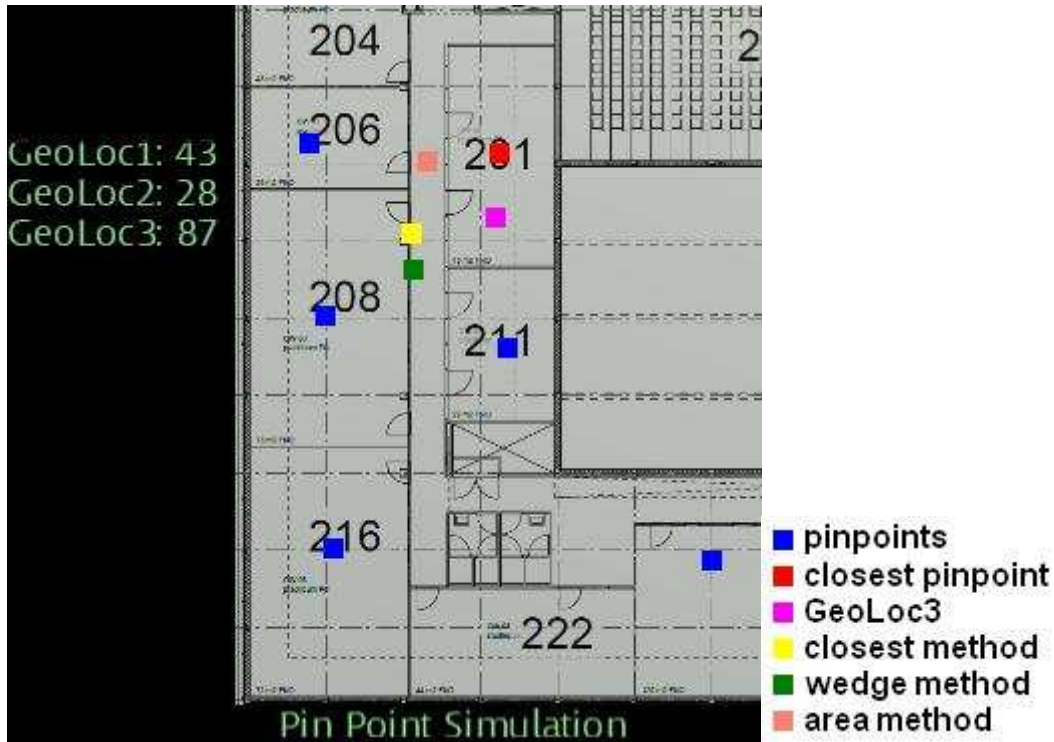 204
2
206
201
GeoLoc1: 43
GeoLoc2: 28
GeoLoc3: 87
208
211
216
222
pinpoints
closest pinpoint
GeoLoc3
closest method
wedge method
area method
Pin Point Simulation